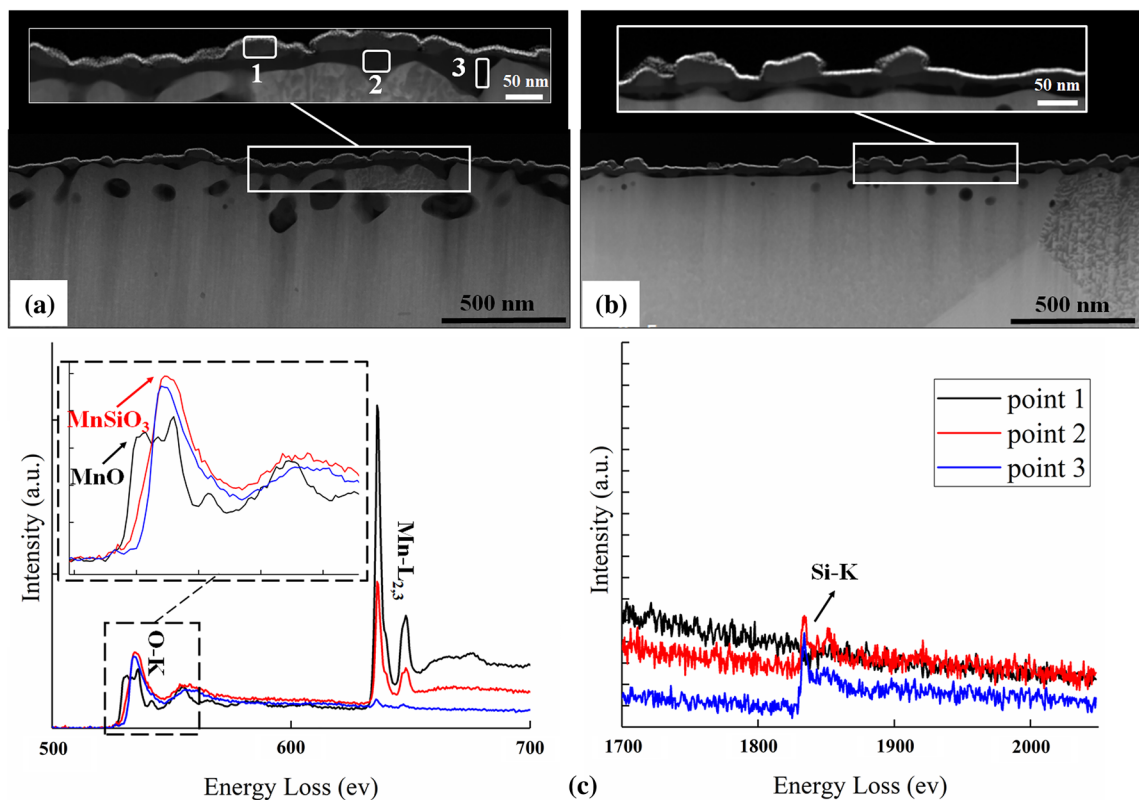 1
2
3
50 nm
50 nm
(a)
500 nm
(b)
500 nm
MnSiO3
MnO
Mn-L2,3
O-K
Intensity (a.u.)
500
600
700
Energy Loss (ev)
point 1
point 2
point 3
Si-K
Intensity (a.u.)
1700
1800
1900
2000
Energy Loss (ev)
(c)